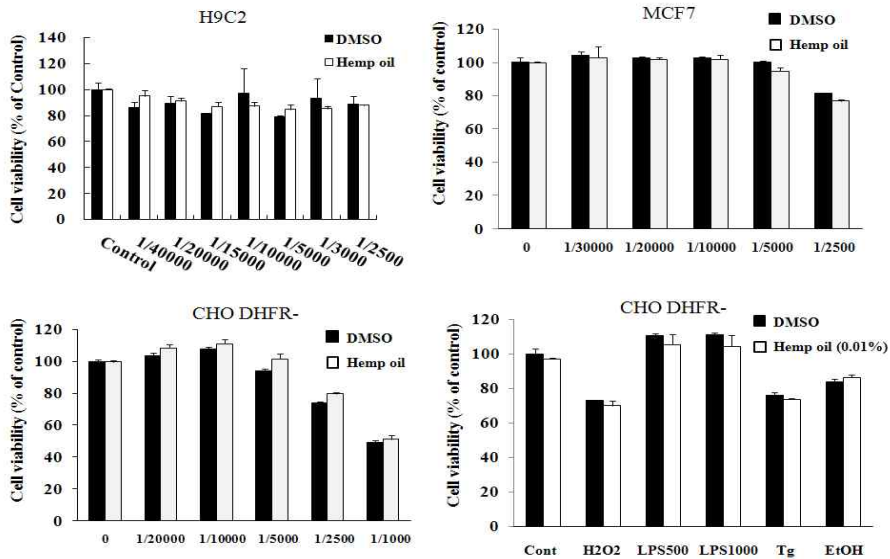 H9C2
Cell viability (% of Control)
140
120
100
80
60
40
20
0
DMSO
Hemp oil
Control
1/40000
1/20000
1/15000
1/10000
1/5000
1/3000
1/2500
MCF7
Cell viability (% of control)
120
100
80
60
40
20
0
DMSO
Hemp oil
0
1/30000
1/20000
1/10000
1/5000
1/2500
CHO DHFR-
Cell viability (% of control)
120
100
80
60
40
20
0
DMSO
Hemp oil
0
1/20000
1/10000
1/5000
1/2500
1/1000
CHO DHFR-
Cell viability (% of control)
120
100
80
60
40
20
0
DMSO
Hemp oil (0.01%)
Cont
H2O2
LPS500
LPS1000
Tg
EtOH